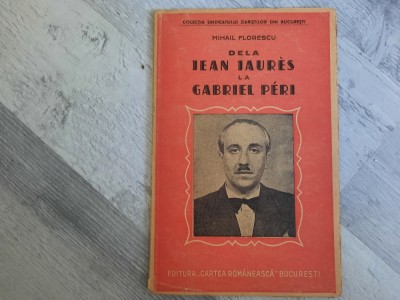 COLECȚIA SINDICATULUI ZIARIȘTILOR DIN BUCUREȘTI
MIHAIL FLORESCU
DELA
JEAN JAURÈS
LA
GABRIEL PÉRI
EDITURA „CARTEA ROMÂNEASCĂ" BUCUREȘTI